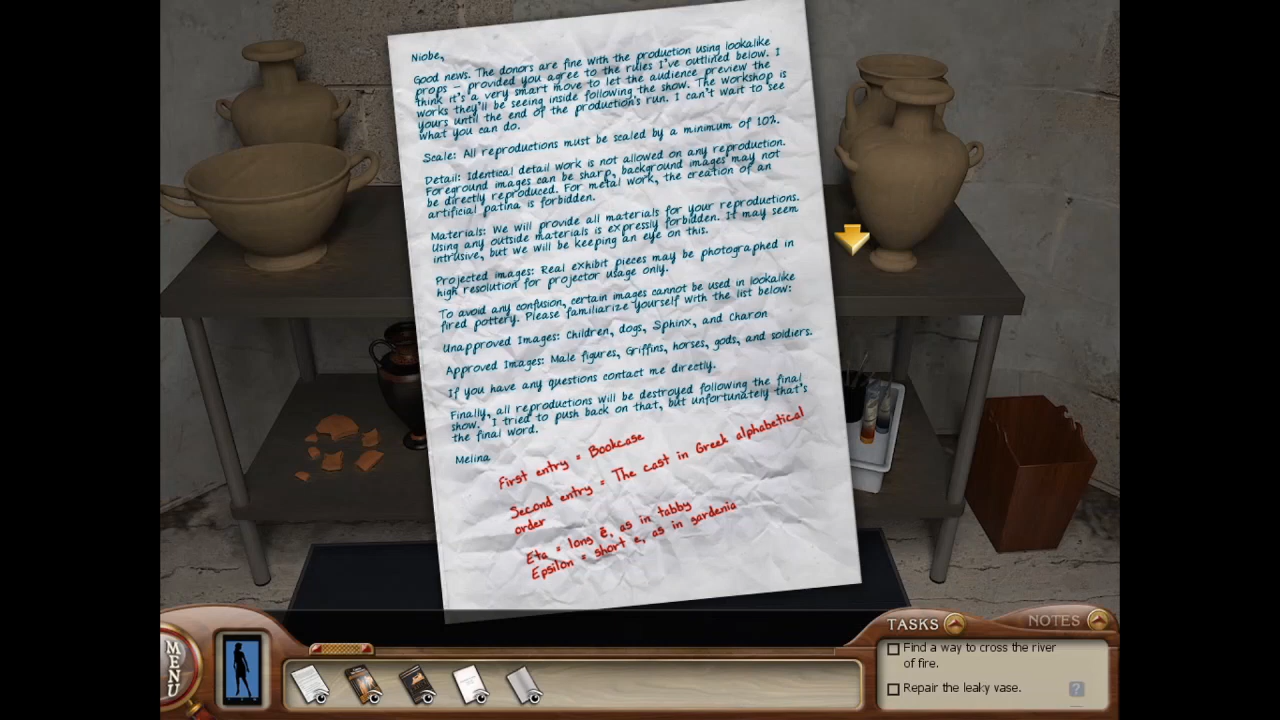 Niobe,
Good news. The donors are fine with the production using lookalike
props – provided you agree to the rules I've outlined below. I
think it's a very smart move to let the audience preview the
works they'll be seeing inside following the show. The workshop is
yours until the end of the production's run. I can't wait to see
what you can do.
Scale: All reproductions must be scaled by a minimum of 10%.
Detail: Identical detail work is not allowed on any reproduction.
Foreground images can be sharp, background images may not
be directly reproduced. For metal work, the creation of an
artificial patina is forbidden.
Materials: We will provide all materials for your reproductions.
Using any outside materials is expressly forbidden. It may seem
intrusive, but we will be keeping an eye on this.
Projected images: Real exhibit pieces may be photographed in
high resolution for projector usage only.
To avoid any confusion, certain images cannot be used in lookalike
fired pottery. Please familiarize yourself with the list below:
Unapproved Images: Children, dogs, Sphinx, and Charon
Approved Images: Male figures, Griffins, horses, gods, and soldiers.
If you have any questions contact me directly.
Finally, all reproductions will be destroyed following the final
show. I tried to push back on that, but unfortunately that's
the final word.
Melina
First entry = Bookcase
Second entry = The cast in Greek alphabetical
order
Eta = long ē, as in tabby
Epsilon = short e, as in gardenia
MENU
TASKS
NOTES
Find a way to cross the river
of fire.
Repair the leaky vase.
?